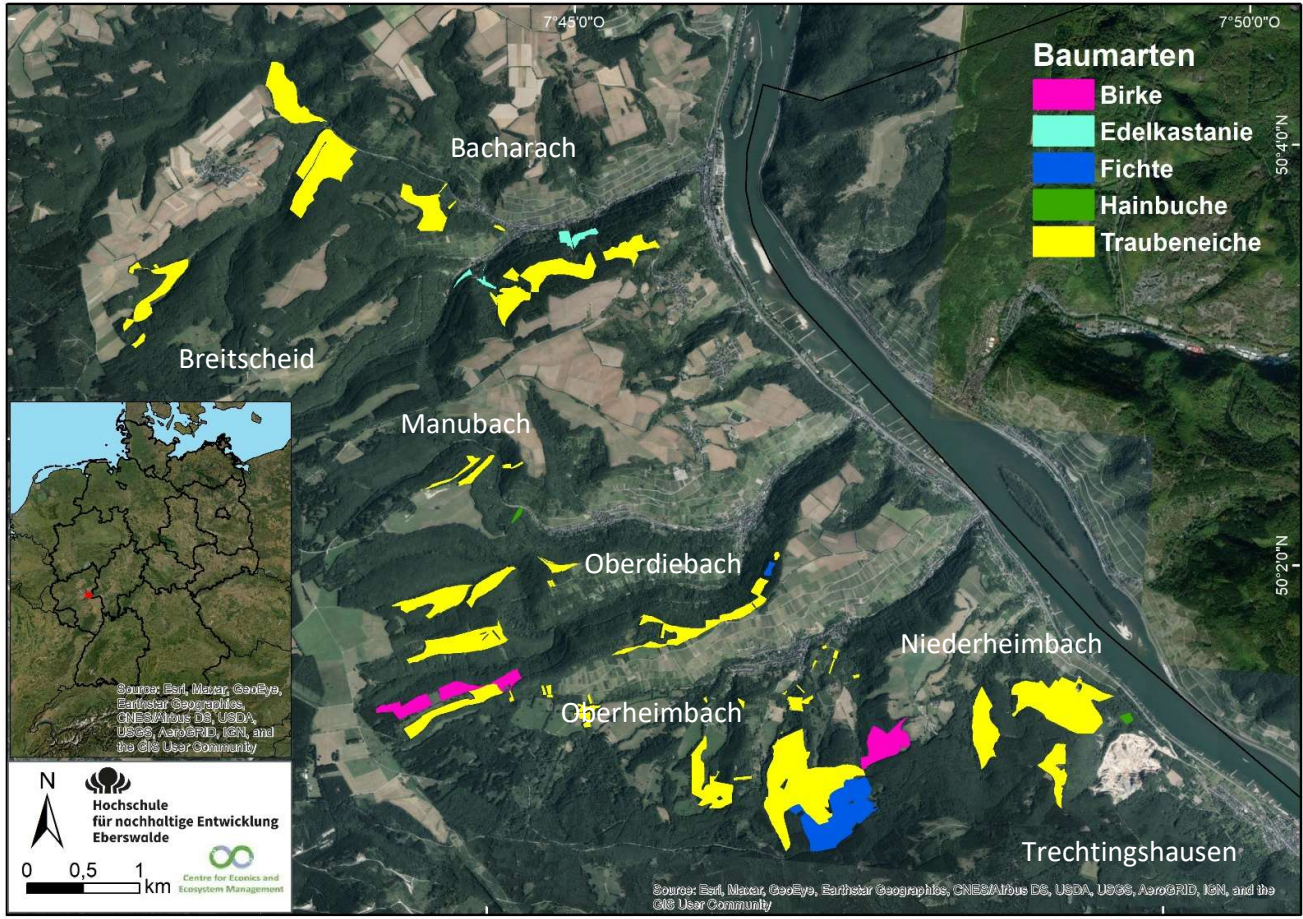 7°45'0"O
7°50'0"O
Baumarten
Birke
Edelkastanie
Fichte
Hainbuche
Traubeneiche
50°4'0"N
Bacharach
Breitscheid
Manubach
Oberdiebach
50°2'0"N
Niederheimbach
Oberheimbach
Trechtingshausen
Source: Esri, Maxar, GeoEye,
Earthstar Geographics,
CNES/Airbus DS, USDA,
USGS, AeroGRID, IGN, and
the GIS User Community
N
Hochschule
für nachhaltige Entwicklung
Eberswalde
0 0,5 1
km
Centre for Econics and
Ecosystem Management
Source: Esri, Maxar, GeoEye, Earthstar Geographics, CNES/Airbus DS, USDA, USGS, AeroGRID, IGN, and the
GIS User Community